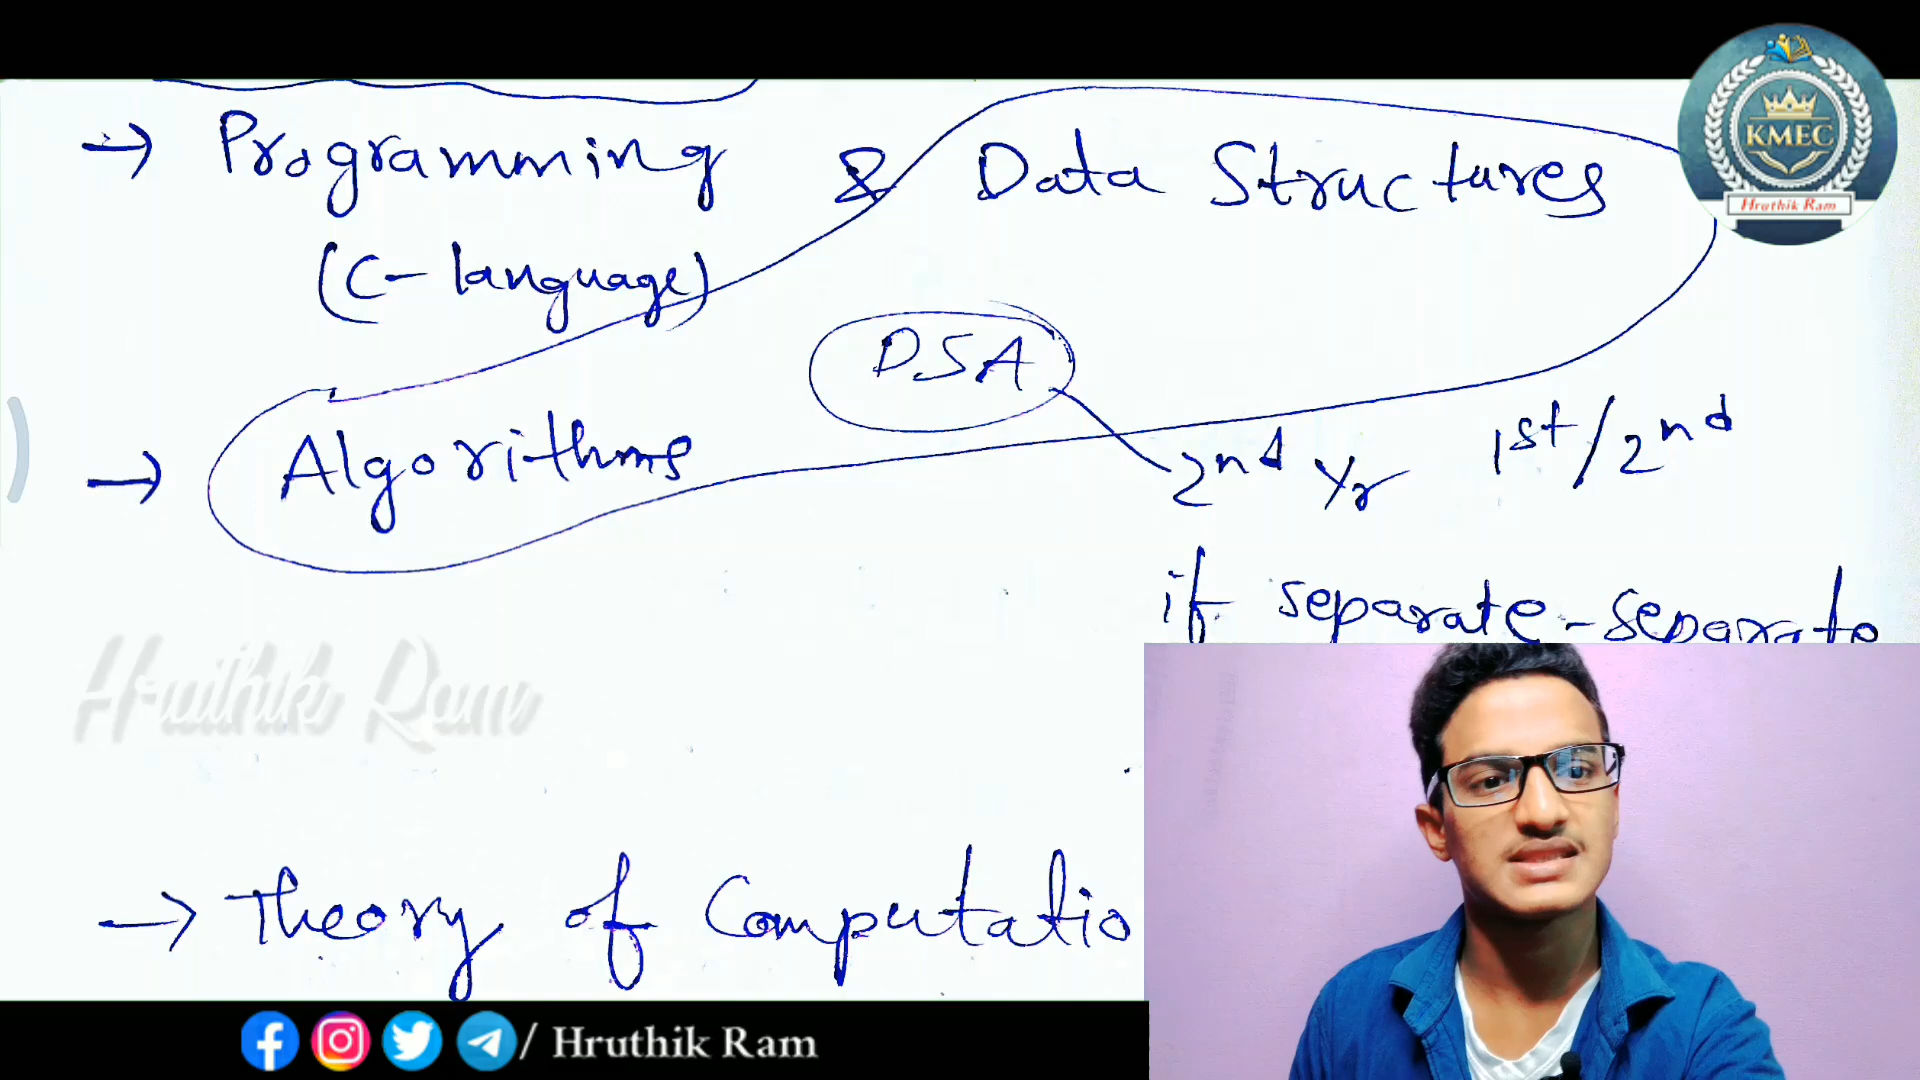 → Programming & Data Structures
(C-language)
DSA
→ Algorithms
2nd Yr 1st/2nd
if separate-separate
Hruthik Ram
→ Theory of Computatio
KMEC
Hruthik Ram
/ Hruthik Ram